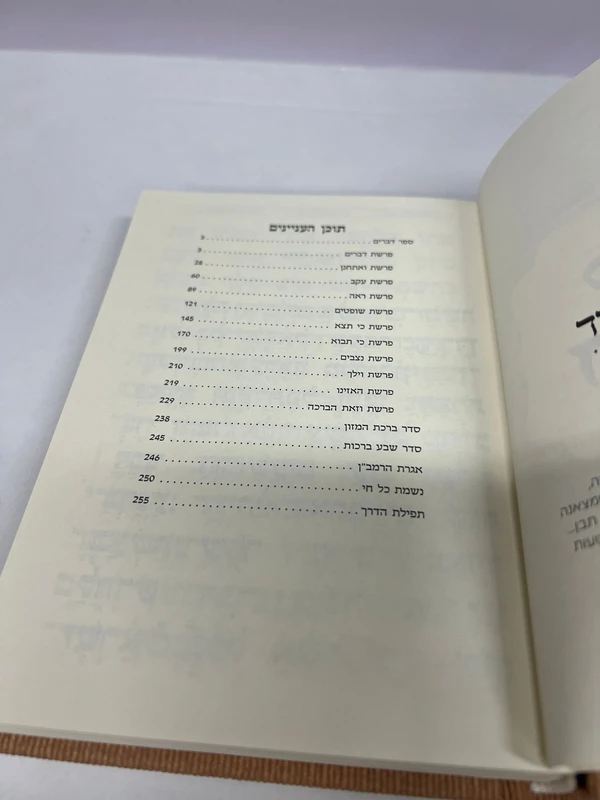 תוכן העניינים
ספר דברים ........ 3
פרשת דברים ........ 3
פרשת ואתחנן ........ 28
פרשת עקב ........ 60
פרשת ראה ........ 89
פרשת שופטים ........ 121
פרשת כי תצא ........ 145
פרשת כי תבוא ........ 170
פרשת נצבים ........ 199
פרשת וילך ........ 210
פרשת האזינו ........ 219
פרשת וזאת הברכה ........ 229
סדר ברכת המזון ........ 238
סדר שבע ברכות ........ 245
אגרת הרמב"ן ........ 246
נשמת כל חי ........ 250
תפילת הדרך ........ 255
תבן...